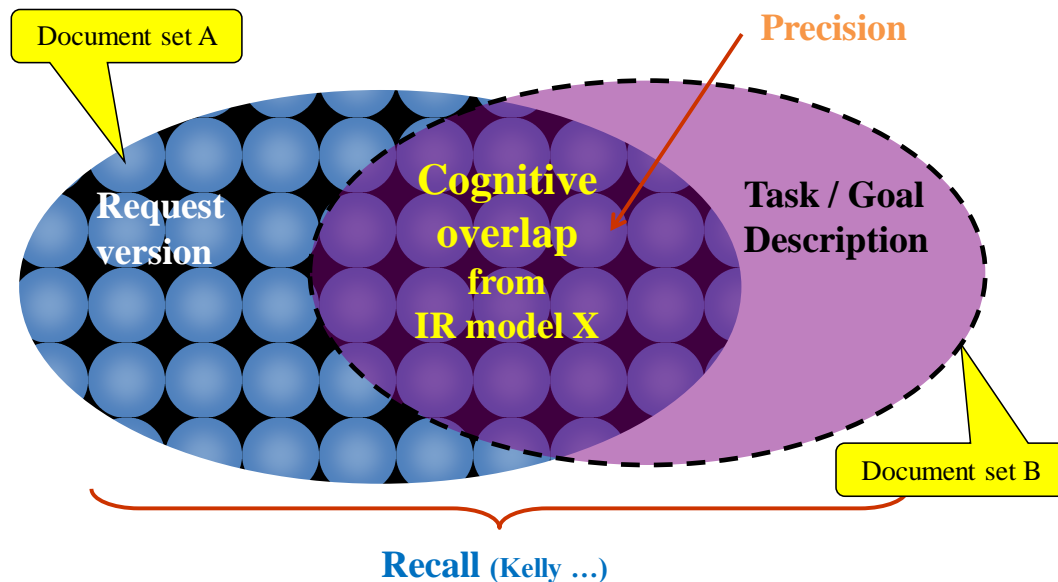 Document set A
Precision
Request
version
Cognitive
overlap
from
IR model X
Task / Goal
Description
Document set B
Recall (Kelly …)